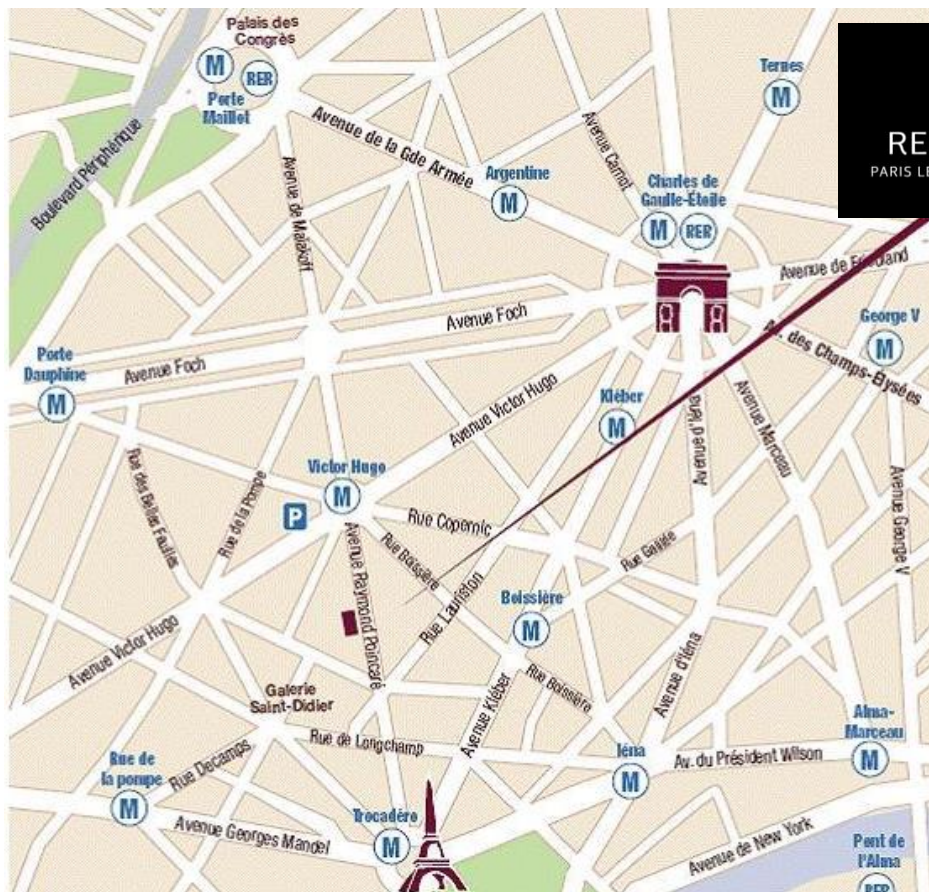 Palais des
Congrès
M
RER
Porte
Maillot
Ternes
M
RE
PARIS LE
Boulevard Périphérique
Avenue de la Gde Armée
Avenue Carnot
Argentine
M
Charles de
Gaulle-Étoile
M
RER
Avenue de Malakoff
Avenue de Friedland
Avenue Foch
George V
M
Av. des Champs-Élysées
Porte
Dauphine
M
Avenue Foch
Avenue Victor Hugo
Kléber
M
Avenue d'Iéna
Avenue Marceau
Victor Hugo
M
P
Rue des Belles Feuilles
Rue de la Pompe
Rue Copernic
Rue Boissière
Avenue Raymond Poincaré
Rue Lauriston
Rue Galilée
Avenue George V
Boissière
M
Avenue Victor Hugo
Avenue d'Iéna
Rue Boissière
Galerie
Saint-Didier
Avenue Kléber
Rue de Longchamp
Alma-
Marceau
M
Rue de
la pompe
M
Rue Decamps
Iéna
M
Av. du Président Wilson
Trocadéro
M
Avenue Georges Mandel
Avenue de New York
Pont de
l'Alma
RER